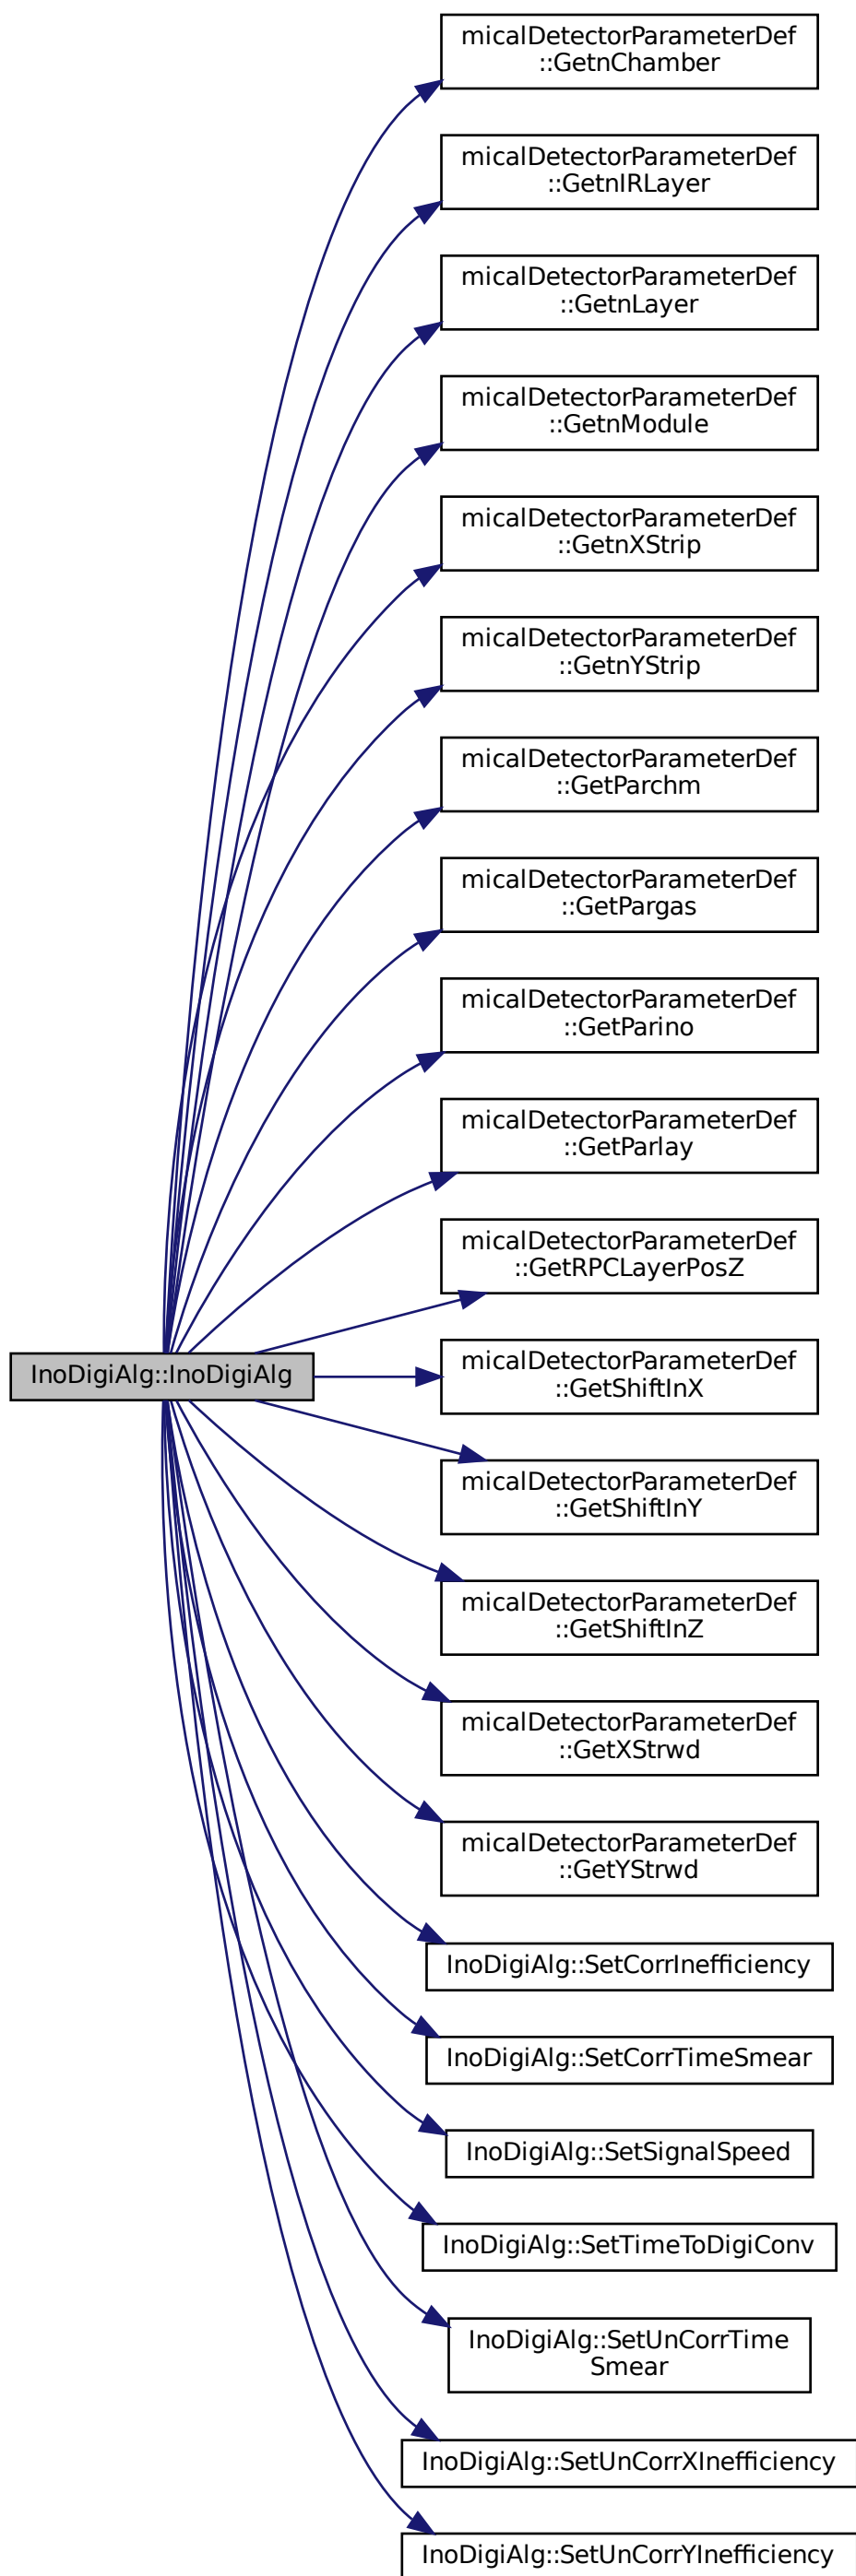 micalDetectorParameterDef
::GetnChamber
micalDetectorParameterDef
::GetnIRLayer
micalDetectorParameterDef
::GetnLayer
micalDetectorParameterDef
::GetnModule
micalDetectorParameterDef
::GetnXStrip
micalDetectorParameterDef
::GetnYStrip
micalDetectorParameterDef
::GetParchm
micalDetectorParameterDef
::GetPargas
micalDetectorParameterDef
::GetParino
micalDetectorParameterDef
::GetParlay
micalDetectorParameterDef
::GetRPCLayerPosZ
InoDigiAlg::InoDigiAlg
micalDetectorParameterDef
::GetShiftInX
micalDetectorParameterDef
::GetShiftInY
micalDetectorParameterDef
::GetShiftInZ
micalDetectorParameterDef
::GetXStrwd
micalDetectorParameterDef
::GetYStrwd
InoDigiAlg::SetCorrInefficiency
InoDigiAlg::SetCorrTimeSmear
InoDigiAlg::SetSignalSpeed
InoDigiAlg::SetTimeToDigiConv
InoDigiAlg::SetUnCorrTime
Smear
InoDigiAlg::SetUnCorrXInefficiency
InoDigiAlg::SetUnCorrYInefficiency